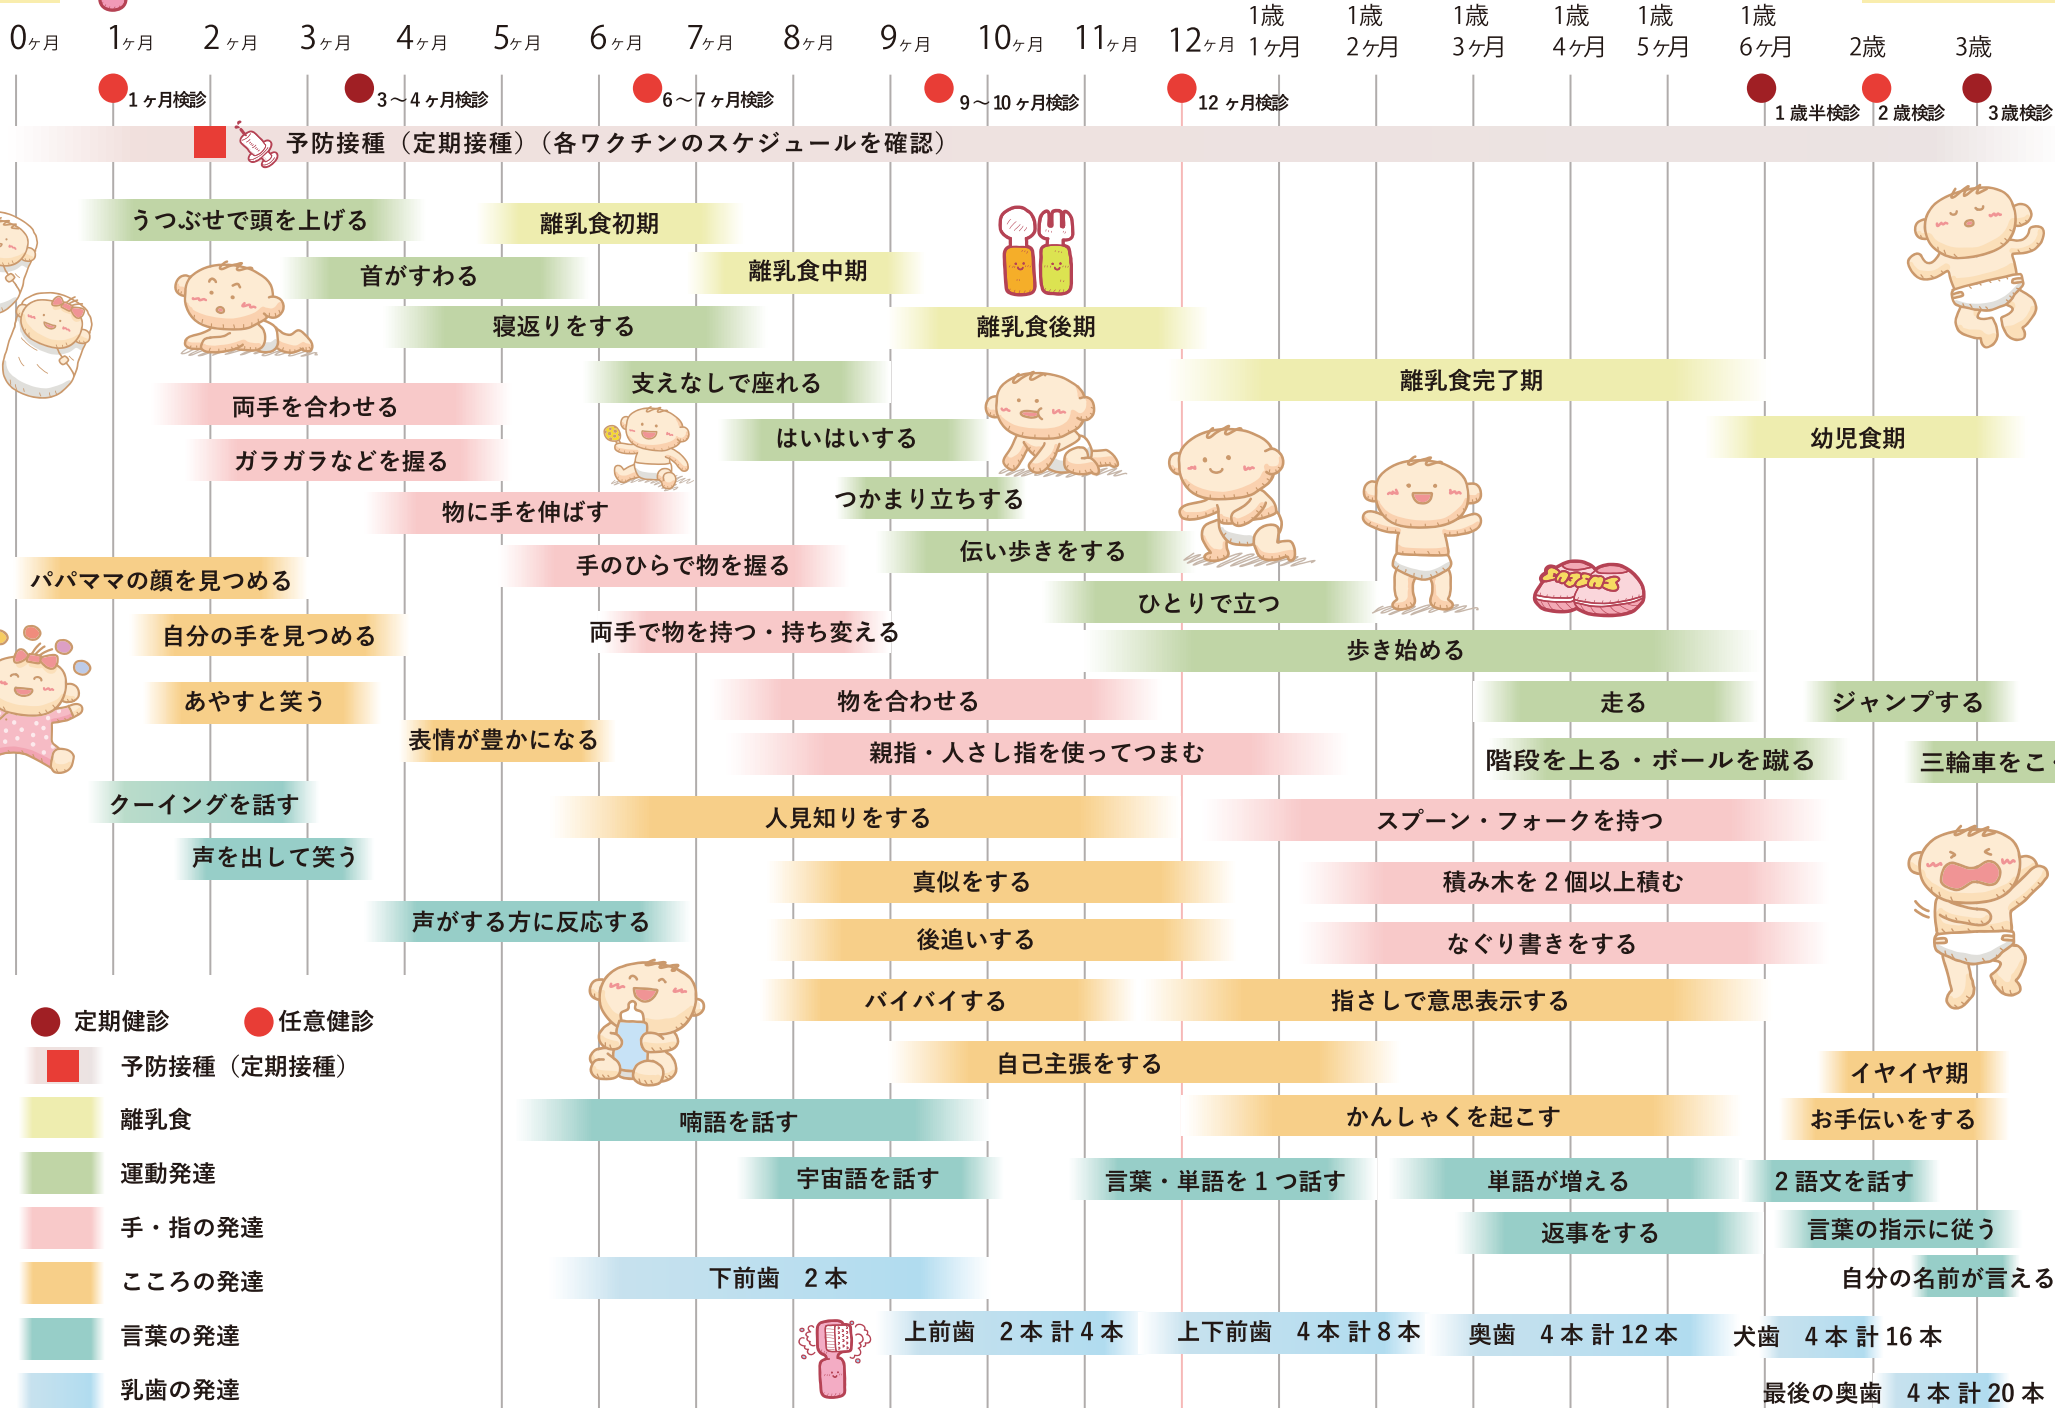 0ヶ月 1ヶ月 2ヶ月 3ヶ月 4ヶ月 5ヶ月 6ヶ月 7ヶ月 8ヶ月 9ヶ月 10ヶ月 11ヶ月 12ヶ月 1歳1ヶ月 1歳2ヶ月 1歳3ヶ月 1歳4ヶ月 1歳5ヶ月 1歳6ヶ月 2歳 3歳
1ヶ月検診 3〜4ヶ月検診 6〜7ヶ月検診 9〜10ヶ月検診 12ヶ月検診 1歳半検診 2歳検診 3歳検診
予防接種（定期接種）（各ワクチンのスケジュールを確認）
うつぶせで頭を上げる 離乳食初期
首がすわる 離乳食中期
寝返りをする 離乳食後期
支えなしで座れる 離乳食完了期
両手を合わせる
はいはいする 幼児食期
ガラガラなどを握る
つかまり立ちする
物に手を伸ばす
伝い歩きをする
手のひらで物を握る
パパママの顔を見つめる
ひとりで立つ
自分の手を見つめる 両手で物を持つ・持ち変える
歩き始める
あやすと笑う 物を合わせる 走る ジャンプする
表情が豊かになる 親指・人さし指を使ってつまむ 階段を上る・ボールを蹴る 三輪車をこ
クーイングを話す 人見知りをする スプーン・フォークを持つ
声を出して笑う
真似をする 積み木を2個以上積む
声がする方に反応する 後追いする なぐり書きをする
バイバイする 指さしで意思表示する
定期健診 任意健診
予防接種（定期接種） 自己主張をする イヤイヤ期
離乳食 喃語を話す かんしゃくを起こす お手伝いをする
運動発達 宇宙語を話す 言葉・単語を1つ話す 単語が増える 2語文を話す
手・指の発達 返事をする 言葉の指示に従う
こころの発達 下前歯 2本 自分の名前が言える
言葉の発達 上前歯 2本 計4本 上下前歯 4本 計8本 奥歯 4本 計12本 犬歯 4本 計16本
乳歯の発達 最後の奥歯 4本 計20本